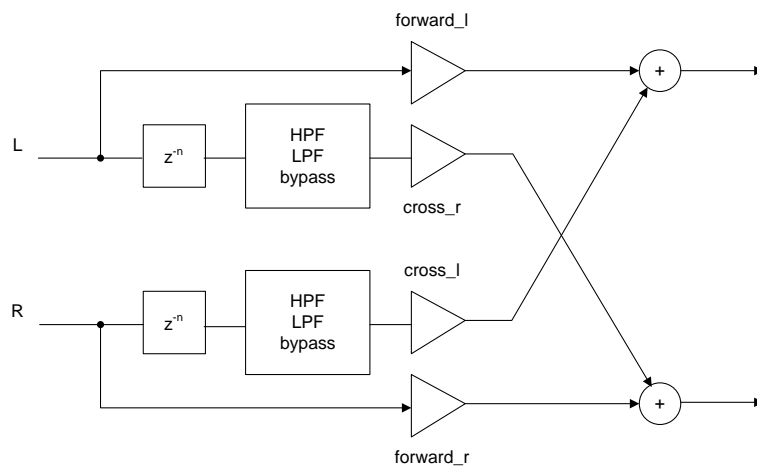 forward_l
+
L
z⁻ⁿ
HPF
LPF
bypass
cross_r
cross_l
R
z⁻ⁿ
HPF
LPF
bypass
+
forward_r